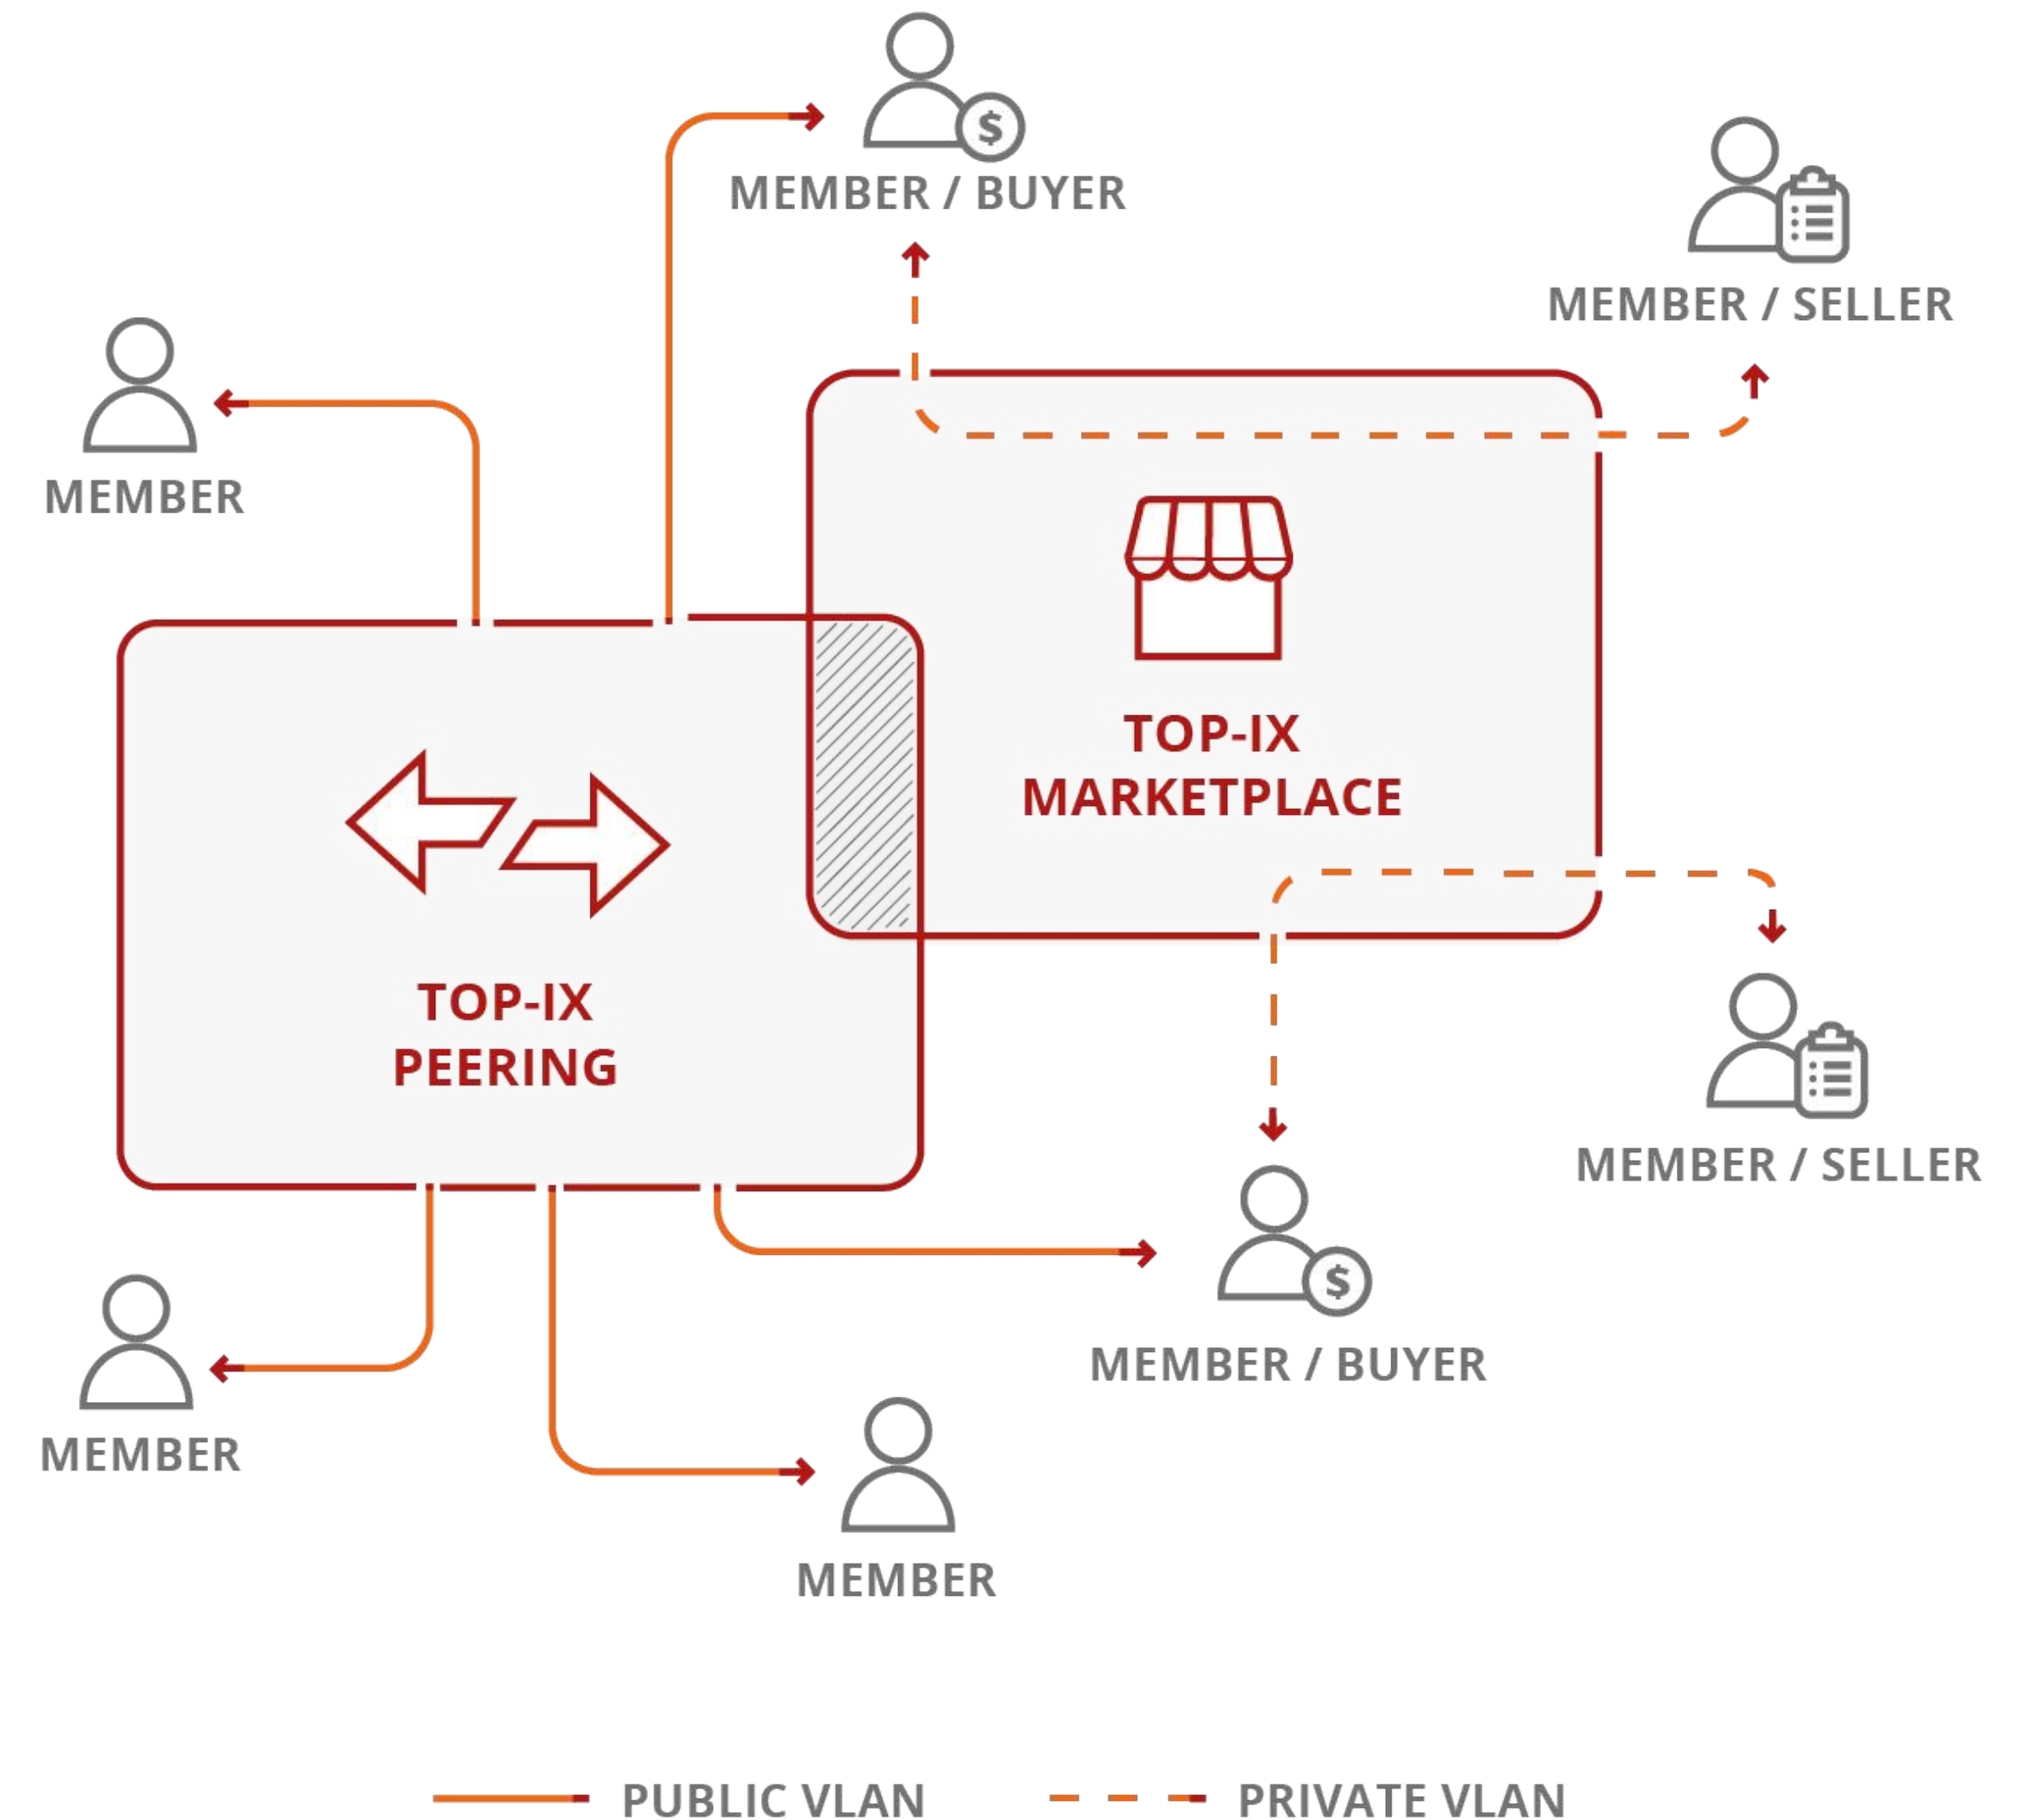 $
MEMBER / BUYER
MEMBER / SELLER
MEMBER
TOP-IX
MARKETPLACE
TOP-IX
PEERING
MEMBER / SELLER
$
MEMBER / BUYER
MEMBER
MEMBER
PUBLIC VLAN
PRIVATE VLAN